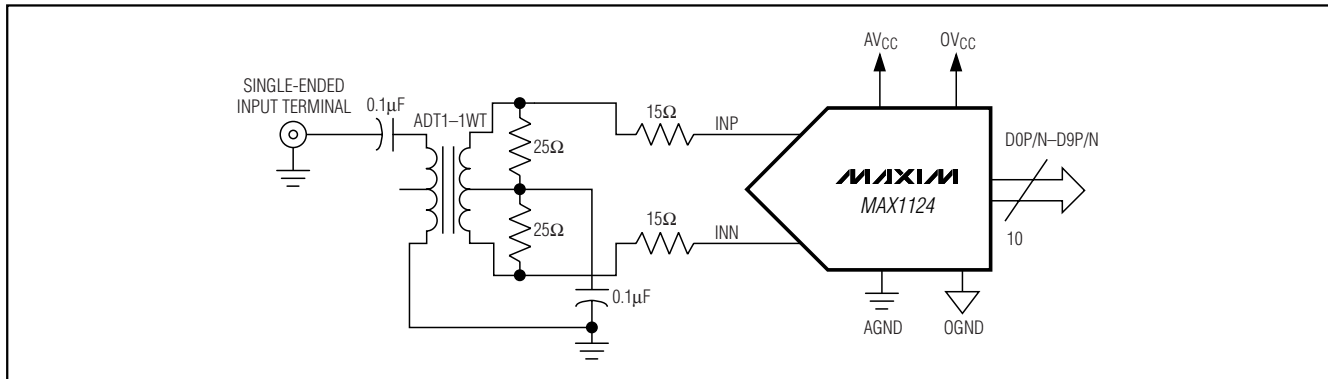 AVCC
OVCC
SINGLE-ENDED
INPUT TERMINAL
0.1µF
ADT1–1WT
15Ω
INP
D0P/N–D9P/N
25Ω
MAXIM
MAX1124
25Ω
15Ω
INN
10
0.1µF
AGND
OGND